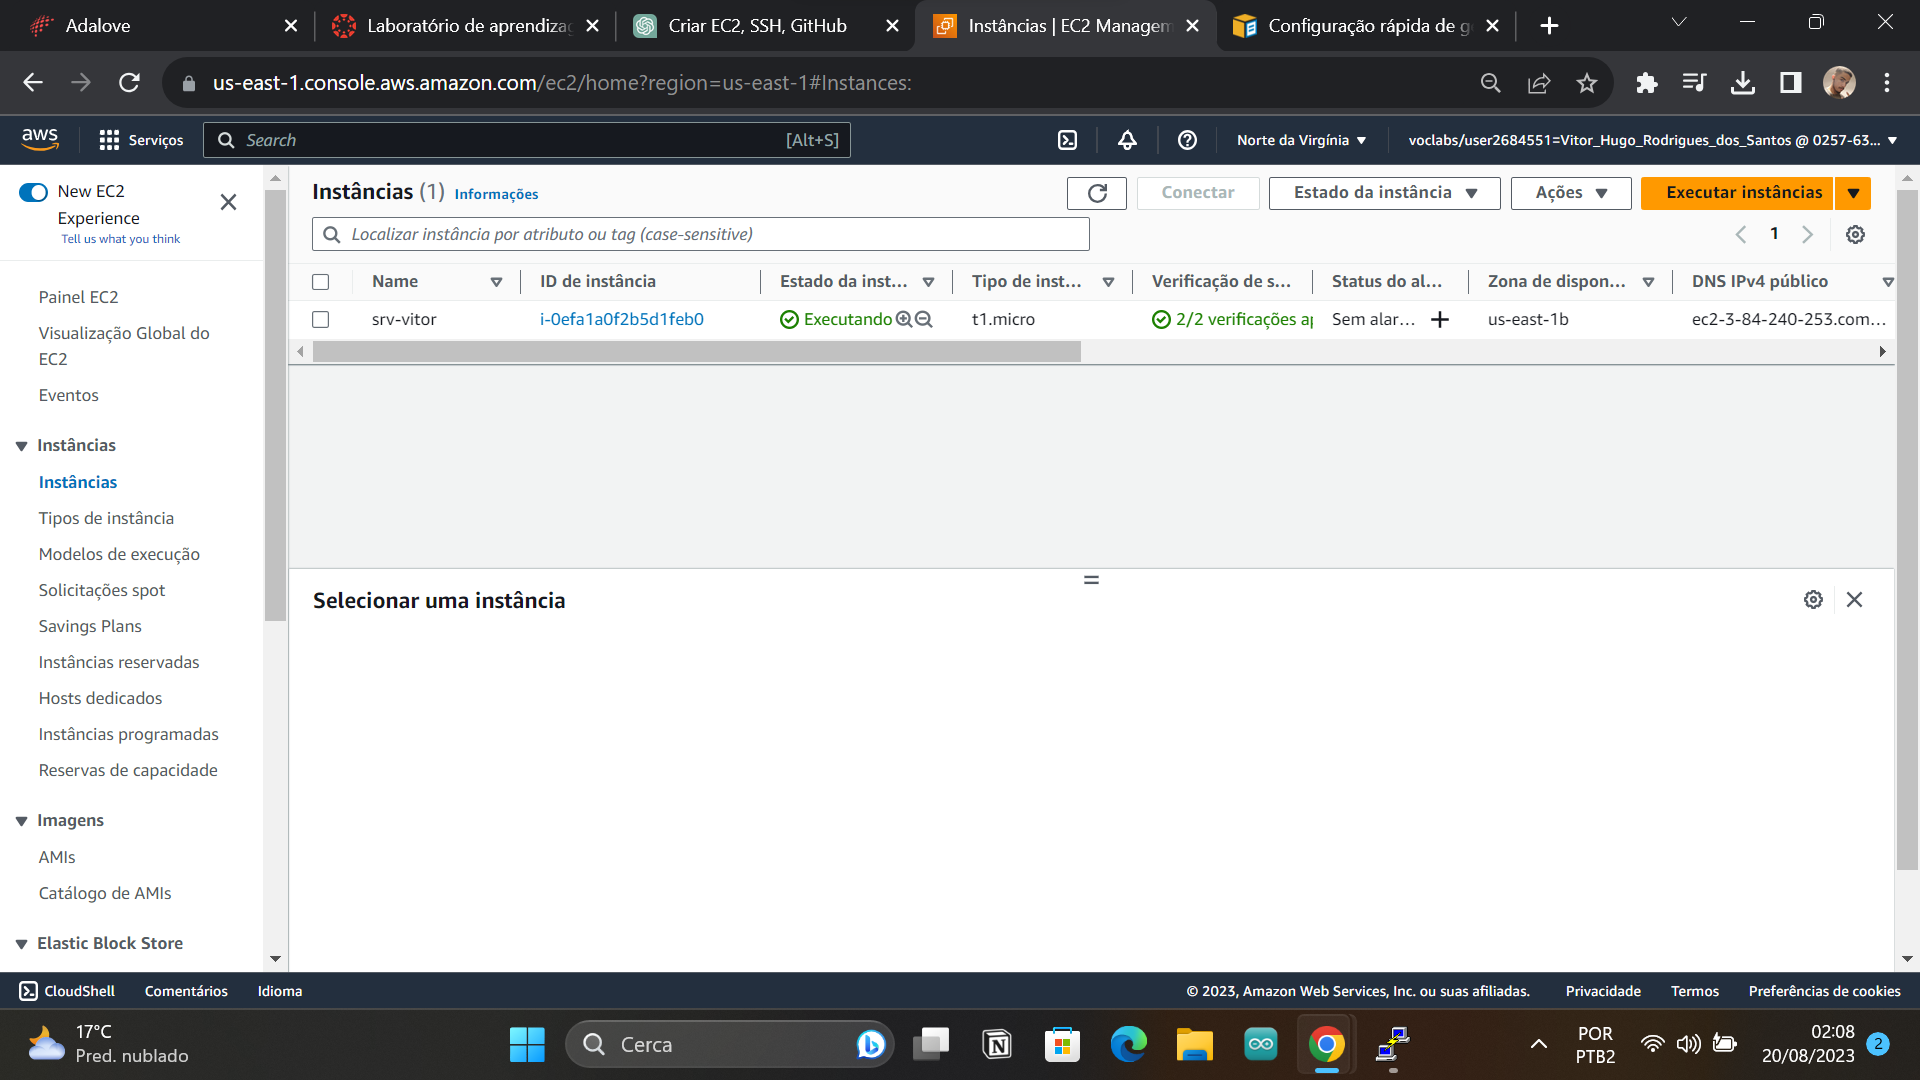 Adalove
Laboratório de aprendizag
Criar EC2, SSH, GitHub
Instâncias | EC2 Managem
Configuração rápida de g
us-east-1.console.aws.amazon.com/ec2/home?region=us-east-1#Instances:
aws
Serviços
Search
[Alt+S]
Norte da Virgínia
voclabs/user2684551=Vitor_Hugo_Rodrigues_dos_Santos @ 0257-63...
New EC2
Experience
Tell us what you think
Painel EC2
Visualização Global do
EC2
Eventos
Instâncias
Instâncias
Tipos de instância
Modelos de execução
Solicitações spot
Savings Plans
Instâncias reservadas
Hosts dedicados
Instâncias programadas
Reservas de capacidade
Imagens
AMIs
Catálogo de AMIs
Elastic Block Store
Instâncias (1) Informações
Conectar
Estado da instância
Ações
Executar instâncias
Localizar instância por atributo ou tag (case-sensitive)
1
Name
ID de instância
Estado da inst...
Tipo de inst...
Verificação de s...
Status do al...
Zona de dispon...
DNS IPv4 público
srv-vitor
i-0efa1a0f2b5d1feb0
Executando
t1.micro
2/2 verificações ap
Sem alar...
us-east-1b
ec2-3-84-240-253.com...
Selecionar uma instância
CloudShell
Comentários
Idioma
© 2023, Amazon Web Services, Inc. ou suas afiliadas.
Privacidade
Termos
Preferências de cookies
17°C
Pred. nublado
Cerca
POR
PTB2
02:08
20/08/2023
2